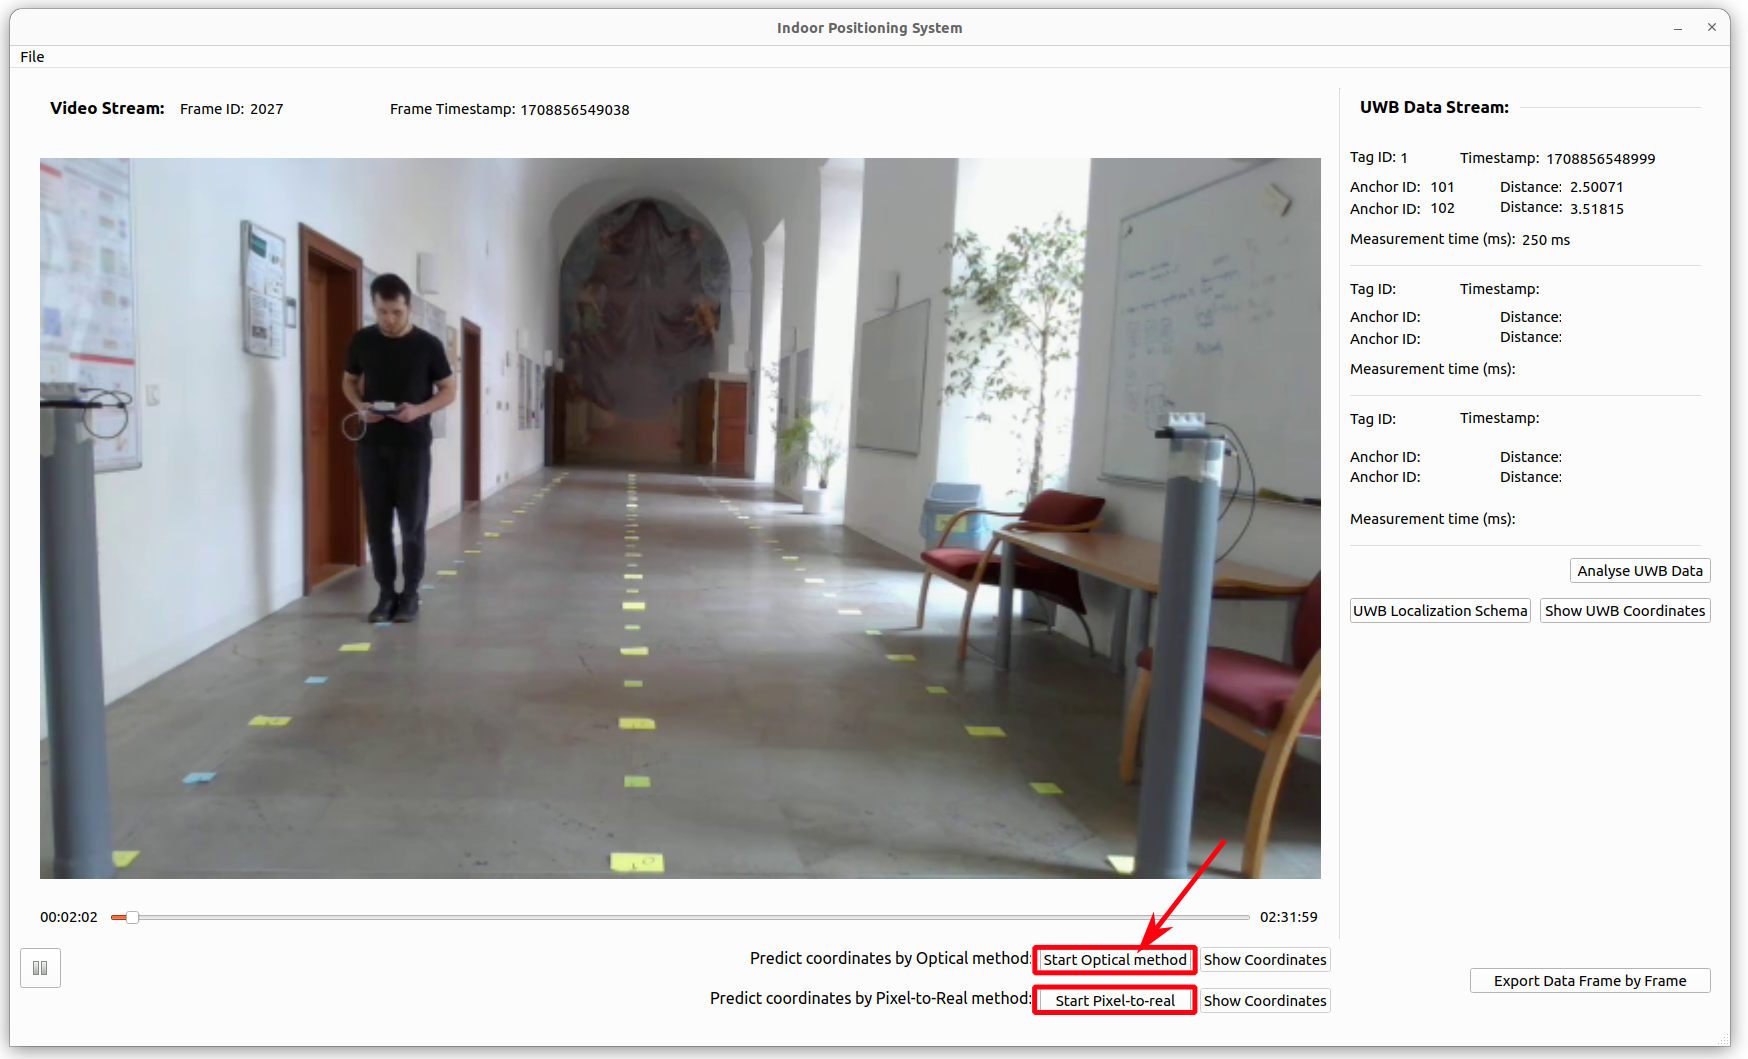 Indoor Positioning System
File
Video Stream: Frame ID: 2027 Frame Timestamp: 1708856549038
UWB Data Stream:
Tag ID: 1 Timestamp: 1708856548999
Anchor ID: 101 Distance: 2.50071
Anchor ID: 102 Distance: 3.51815
Measurement time (ms): 250 ms
Tag ID: Timestamp:
Anchor ID: Distance:
Anchor ID: Distance:
Measurement time (ms):
Tag ID: Timestamp:
Anchor ID: Distance:
Anchor ID: Distance:
Measurement time (ms):
Analyse UWB Data
UWB Localization Schema Show UWB Coordinates
00:02:02 02:31:59
Predict coordinates by Optical method: Start Optical method Show Coordinates
Predict coordinates by Pixel-to-Real method: Start Pixel-to-real Show Coordinates
Export Data Frame by Frame